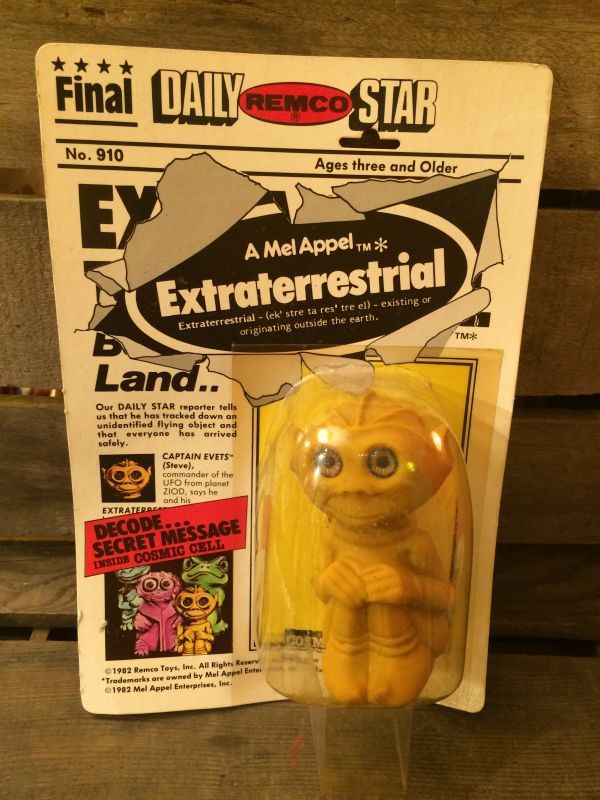 Final DAILY REMCO® STAR
No. 910
Ages three and Older
A Mel Appel TM*
Extraterrestrial
Extraterrestrial - (ek' stre ta res' tre el) - existing or
originating outside the earth.
TM*
EX
B
Land..
Our DAILY STAR reporter tells
us that he has tracked down an
unidentified flying object and
that everyone has arrived
safely.
CAPTAIN EVETS™
(Steve),
commander of the
UFO from planet
ZIOD, says he
and his
DECODE...
SECRET MESSAGE
INSIDE COSMIC CELL
©1982 Remco Toys, Inc. All Rights Reserv
*Trademarks are owned by Mel Appel Enter
©1982 Mel Appel Enterprises, Inc.